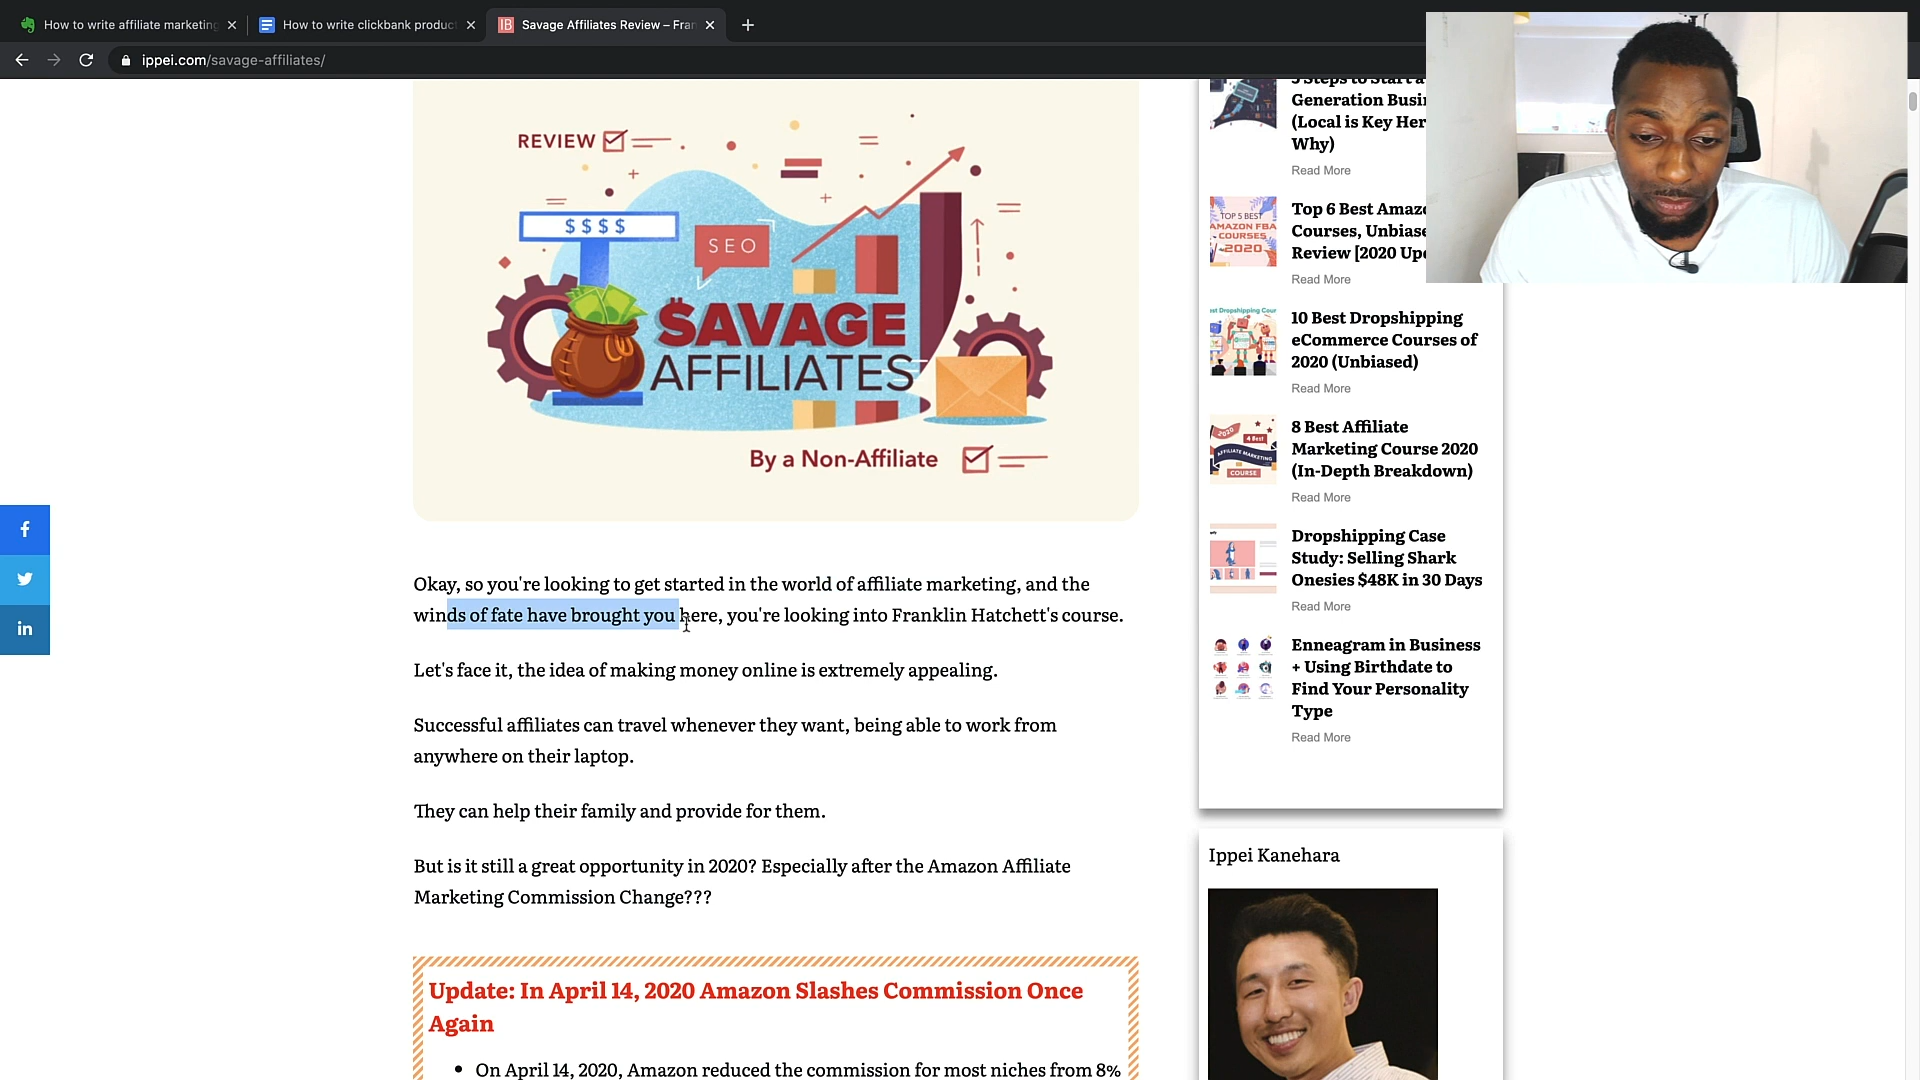 How to write affiliate marketing
How to write clickbank product
Savage Affiliates Review – Fran
ippei.com/savage-affiliates/
REVIEW
$ $ $ $
SEO
$AVAGE
AFFILIATES
By a Non-Affiliate
Okay, so you're looking to get started in the world of affiliate marketing, and the
winds of fate have brought you here, you're looking into Franklin Hatchett's course.
Let's face it, the idea of making money online is extremely appealing.
Successful affiliates can travel whenever they want, being able to work from
anywhere on their laptop.
They can help their family and provide for them.
But is it still a great opportunity in 2020? Especially after the Amazon Affiliate
Marketing Commission Change???
Update: In April 14, 2020 Amazon Slashes Commission Once
Again
• On April 14, 2020, Amazon reduced the commission for most niches from 8%
5 Steps to Start a
Generation Busi
(Local is Key Her
Why)
Read More
TOP 5 BEST
AMAZON FBA
COURSES
2020
Top 6 Best Amaz
Courses, Unbiase
Review [2020 Upd
Read More
10 Best Dropshipping
eCommerce Courses of
2020 (Unbiased)
Read More
2020
AFFILIATE MARKETING
COURSE
8 Best Affiliate
Marketing Course 2020
(In-Depth Breakdown)
Read More
Dropshipping Case
Study: Selling Shark
Onesies $48K in 30 Days
Read More
Enneagram in Business
+ Using Birthdate to
Find Your Personality
Type
Read More
Ippei Kanehara